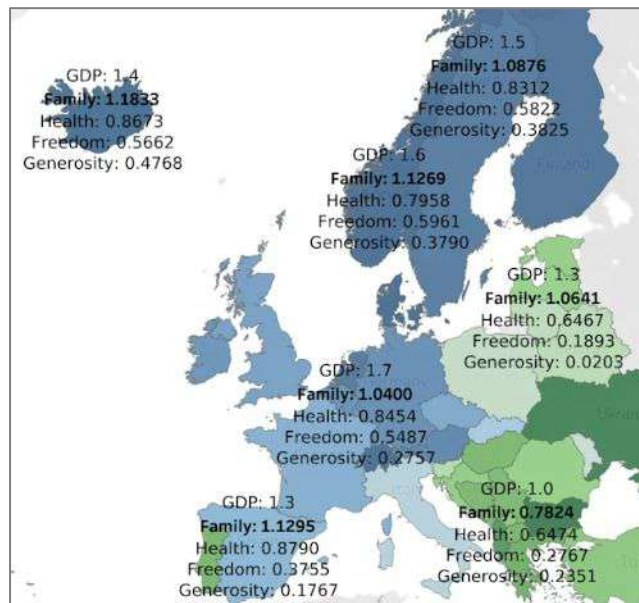 GDP: 1.4
Family: 1.1833
Health: 0.8673
Freedom: 0.5662
Generosity: 0.4768
GDP: 1.5
Family: 1.0876
Health: 0.8312
Freedom: 0.5822
Generosity: 0.3825
Finland
GDP: 1.6
Family: 1.1269
Health: 0.7958
Freedom: 0.5961
Generosity: 0.3790
GDP: 1.3
Family: 1.0641
Health: 0.6467
Freedom: 0.1893
Generosity: 0.0203
GDP: 1.7
Family: 1.0400
Health: 0.8454
Freedom: 0.5487
Generosity: 0.2757
GDP: 1.3
Family: 1.1295
Health: 0.8790
Freedom: 0.3755
Generosity: 0.1767
GDP: 1.0
Family: 0.7824
Health: 0.6474
Freedom: 0.2767
Generosity: 0.2351